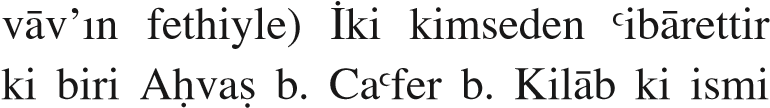 vāv’ın fethiyle) İki kimseden ʿibārettir
ki biri Aḥvaṣ b. Caʿfer b. Kilāb ki ismi